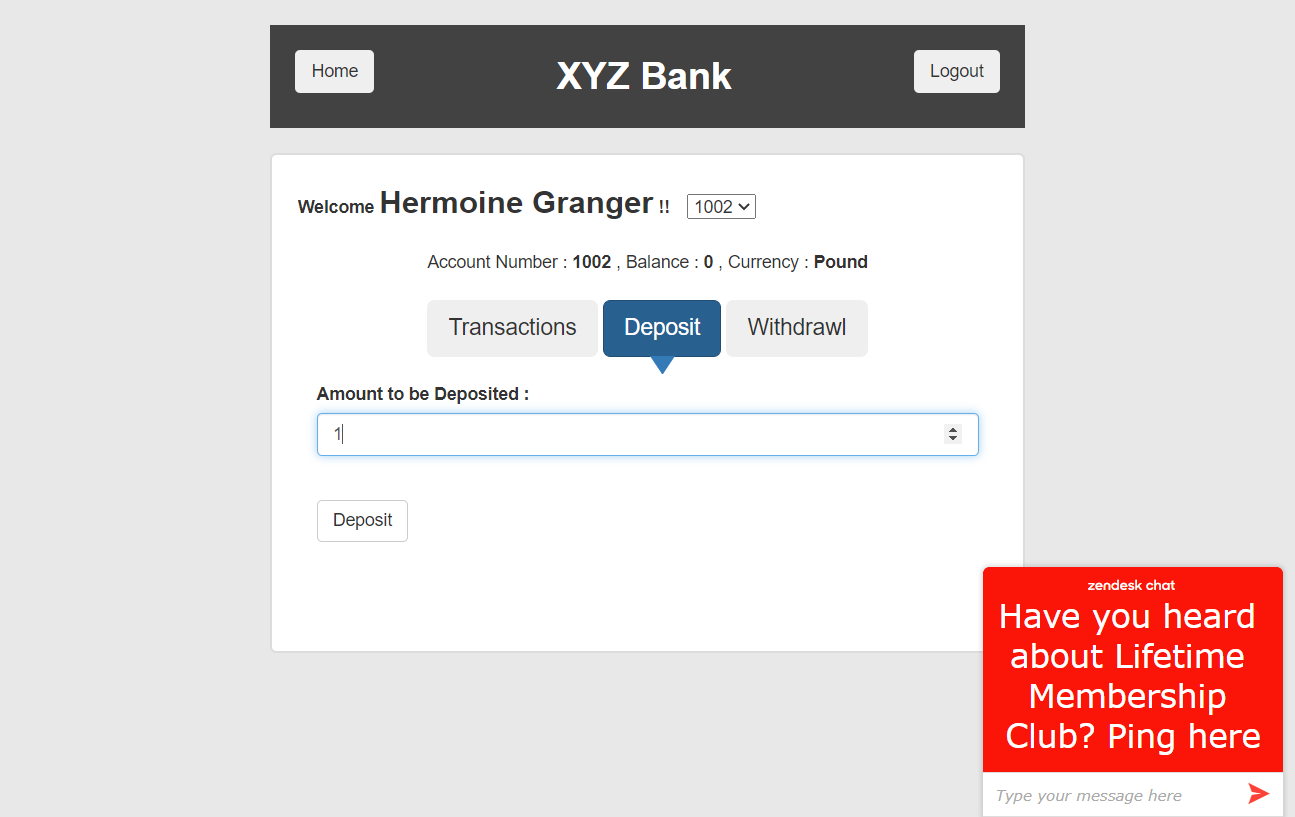 Home
XYZ Bank
Logout
Welcome Hermoine Granger !! 1002
Account Number : 1002 , Balance : 0 , Currency : Pound
Transactions
Deposit
Withdrawl
Amount to be Deposited :
1
Deposit
zendesk chat
Have you heard
about Lifetime
Membership
Club? Ping here
Type your message here